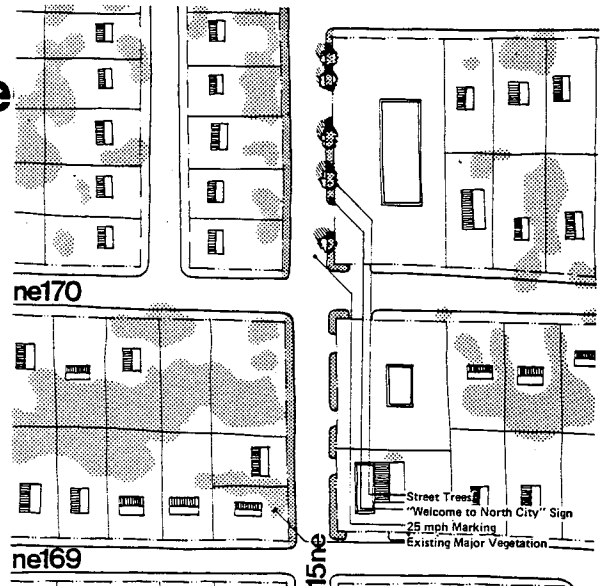 e
ne170
Street Trees
"Welcome to North City" Sign
25 mph Marking
Existing Major Vegetation
ne169
15ne